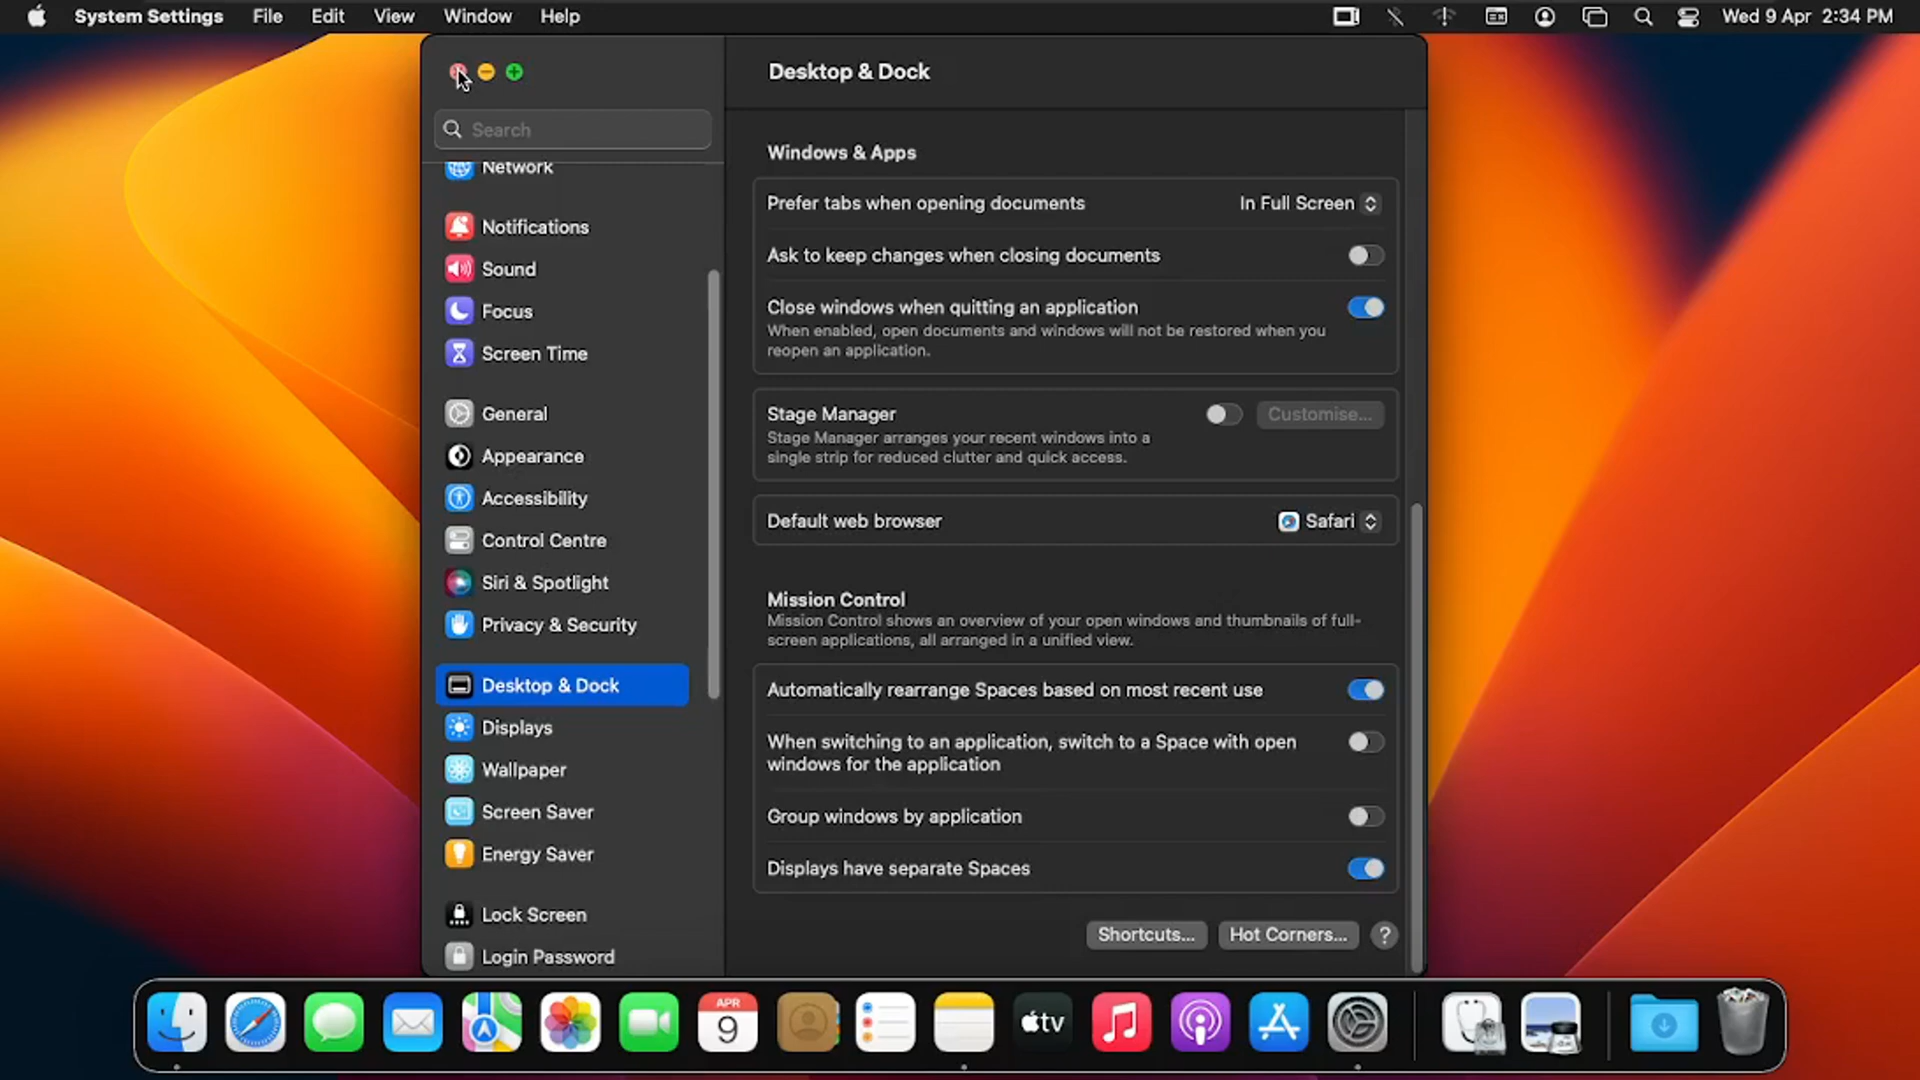 System Settings File Edit View Window Help Wed 9 Apr 2:34 PM
Desktop & Dock
Search
Network
Notifications
Sound
Focus
Screen Time
General
Appearance
Accessibility
Control Centre
Siri & Spotlight
Privacy & Security
Desktop & Dock
Displays
Wallpaper
Screen Saver
Energy Saver
Lock Screen
Login Password
Windows & Apps
Prefer tabs when opening documents In Full Screen
Ask to keep changes when closing documents
Close windows when quitting an application
When enabled, open documents and windows will not be restored when you
reopen an application.
Stage Manager Customise...
Stage Manager arranges your recent windows into a
single strip for reduced clutter and quick access.
Default web browser Safari
Mission Control
Mission Control shows an overview of your open windows and thumbnails of full-
screen applications, all arranged in a unified view.
Automatically rearrange Spaces based on most recent use
When switching to an application, switch to a Space with open
windows for the application
Group windows by application
Displays have separate Spaces
Shortcuts... Hot Corners... ?
APR
9
tv